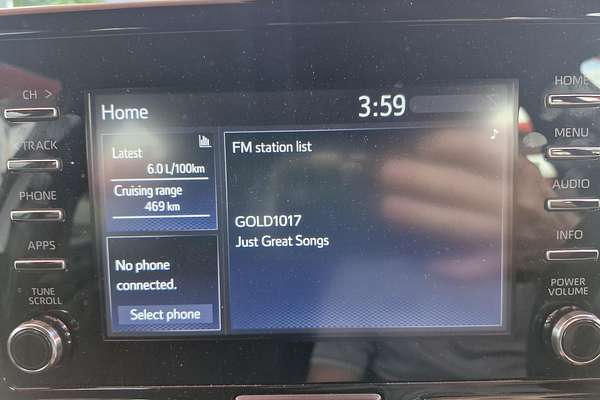 CH >
< TRACK
PHONE
APPS
TUNE
SCROLL
Home
3:59
Latest
6.0 L/100km
Cruising range
469 km
No phone
connected.
Select phone
FM station list
GOLD1017
Just Great Songs
HOME
MENU
AUDIO
INFO
POWER
VOLUME